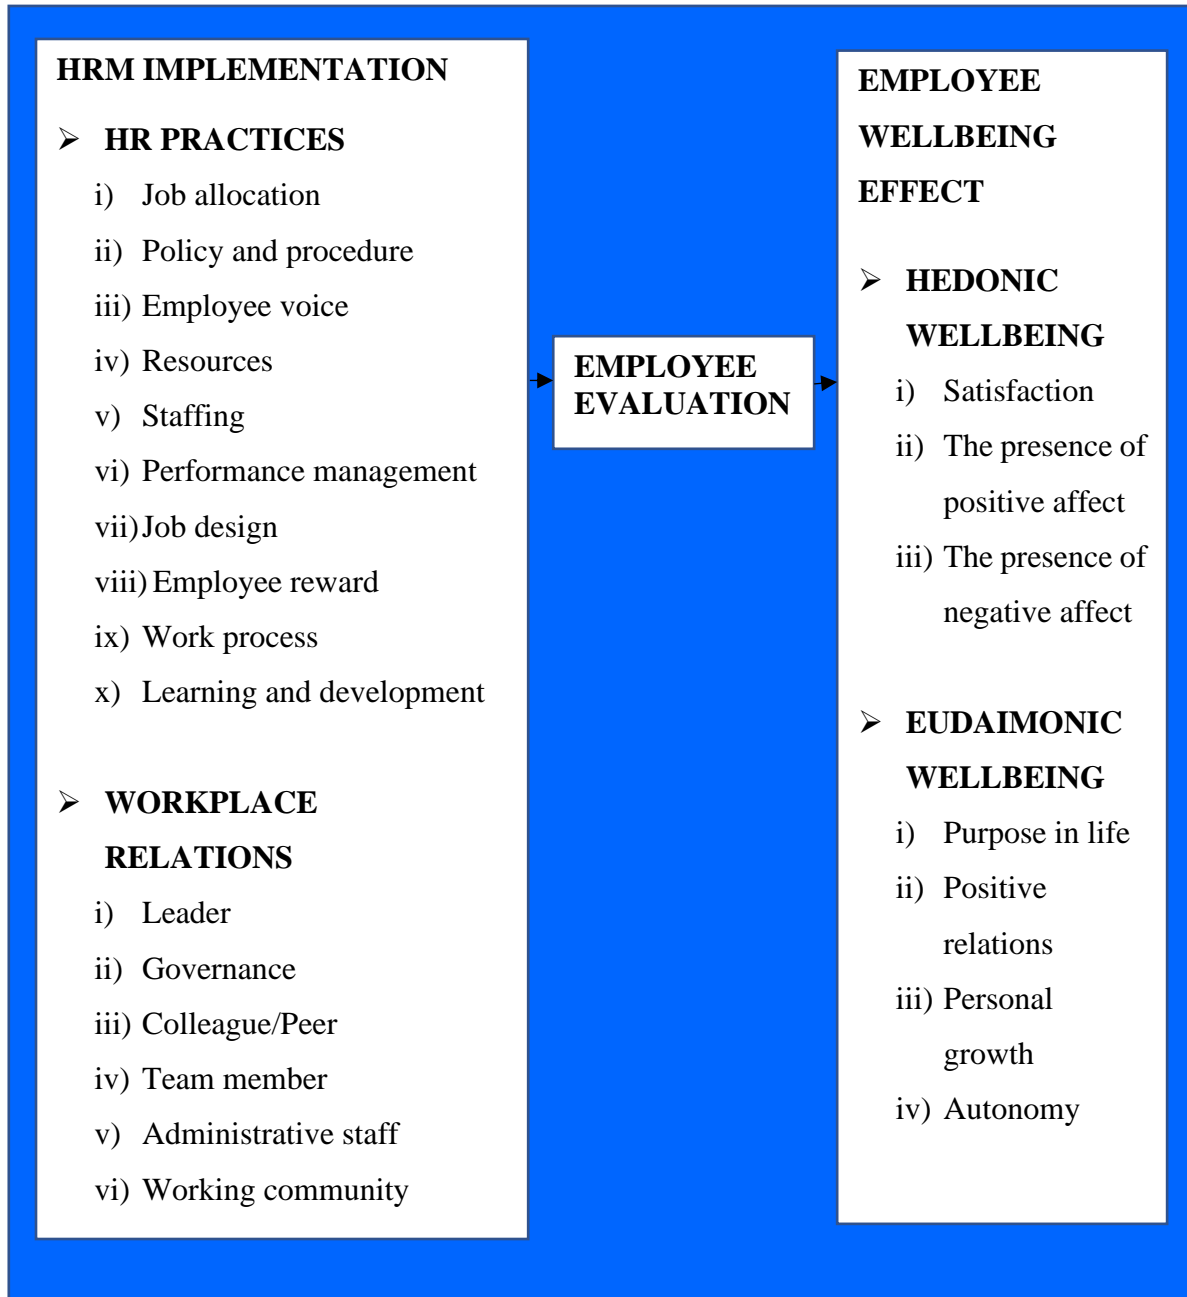 HRM IMPLEMENTATION
➢ HR PRACTICES
i) Job allocation
ii) Policy and procedure
iii) Employee voice
iv) Resources
v) Staffing
vi) Performance management
vii) Job design
viii) Employee reward
ix) Work process
x) Learning and development
➢ WORKPLACE
RELATIONS
i) Leader
ii) Governance
iii) Colleague/Peer
iv) Team member
v) Administrative staff
vi) Working community
EMPLOYEE
EVALUATION
EMPLOYEE
WELLBEING
EFFECT
➢ HEDONIC
WELLBEING
i) Satisfaction
ii) The presence of
positive affect
iii) The presence of
negative affect
➢ EUDAIMONIC
WELLBEING
i) Purpose in life
ii) Positive
relations
iii) Personal
growth
iv) Autonomy